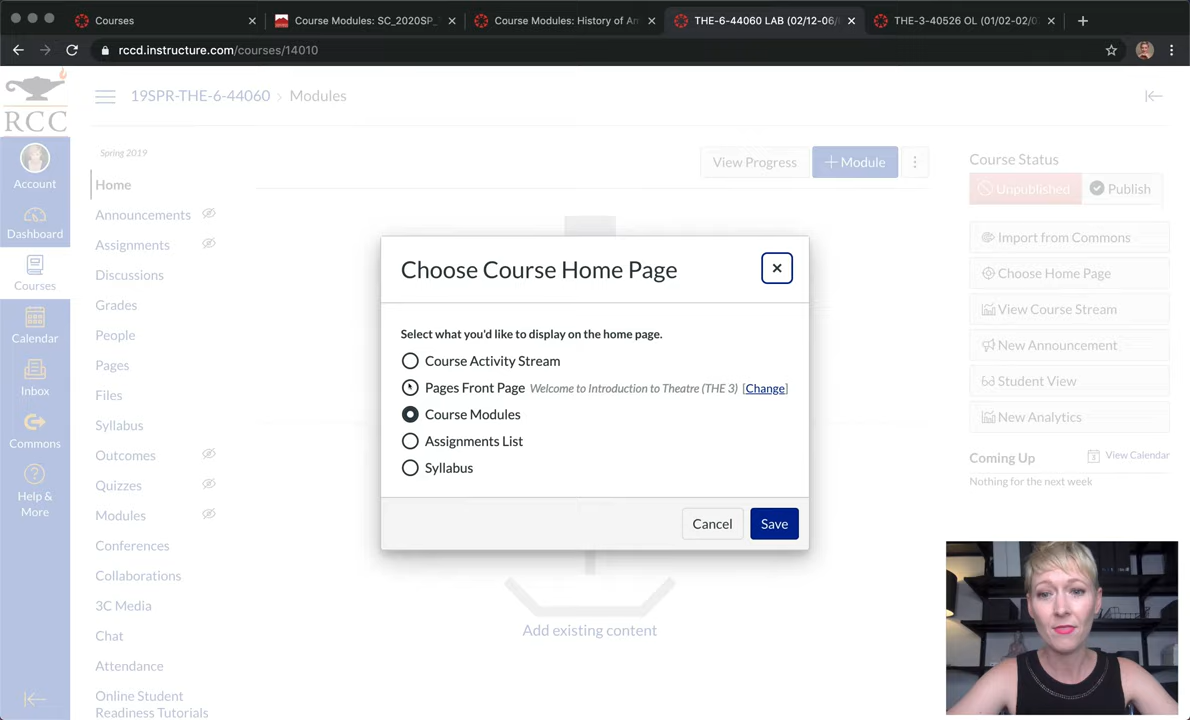 Courses
Course Modules: SC_2020SP_
Course Modules: History of Am
THE-6-44060 LAB (02/12-06/
THE-3-40526 OL (01/02-02/0
rccd.instructure.com/courses/14010
RCC
Account
Dashboard
Courses
Calendar
Inbox
Commons
Help &
More
19SPR-THE-6-44060 › Modules
Spring 2019
Home
Announcements
Assignments
Discussions
Grades
People
Pages
Files
Syllabus
Outcomes
Quizzes
Modules
Conferences
Collaborations
3C Media
Chat
Attendance
Online Student
Readiness Tutorials
View Progress
+ Module
Choose Course Home Page
Select what you'd like to display on the home page.
Course Activity Stream
Pages Front Page Welcome to Introduction to Theatre (THE 3) [Change]
Course Modules
Assignments List
Syllabus
Cancel
Save
Add existing content
Course Status
Unpublished
Publish
Import from Commons
Choose Home Page
View Course Stream
New Announcement
Student View
New Analytics
Coming Up
View Calendar
Nothing for the next week